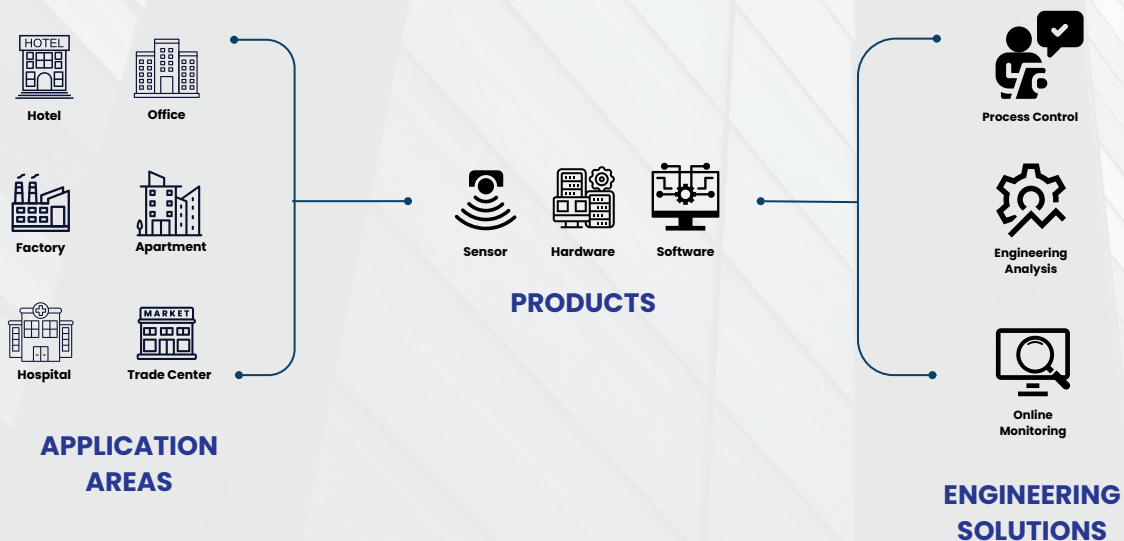 HOTEL
Hotel
Office
Factory
Apartment
Hospital
MARKET
Trade Center
APPLICATION
AREAS
Sensor
Hardware
Software
PRODUCTS
Process Control
Engineering
Analysis
Online
Monitoring
ENGINEERING
SOLUTIONS